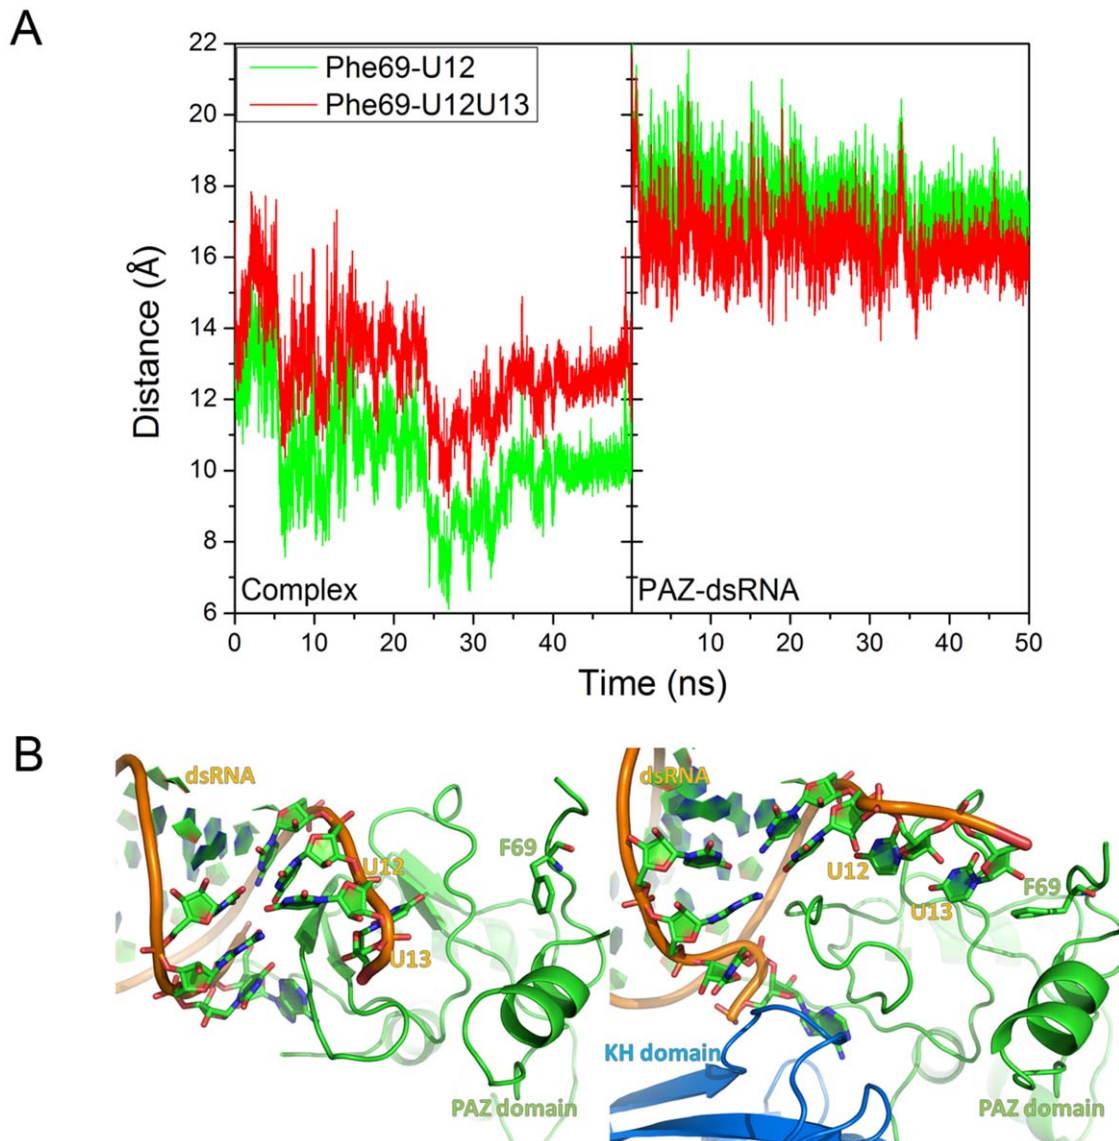 A
22
20
18
16
14
12
10
8
6
Distance (Å)
Phe69-U12
Phe69-U12U13
Complex
PAZ-dsRNA
0 10 20 30 40 10 20 30 40 50
Time (ns)
B
dsRNA
F69
U12
U13
PAZ domain
dsRNA
U12
F69
U13
KH domain
PAZ domain